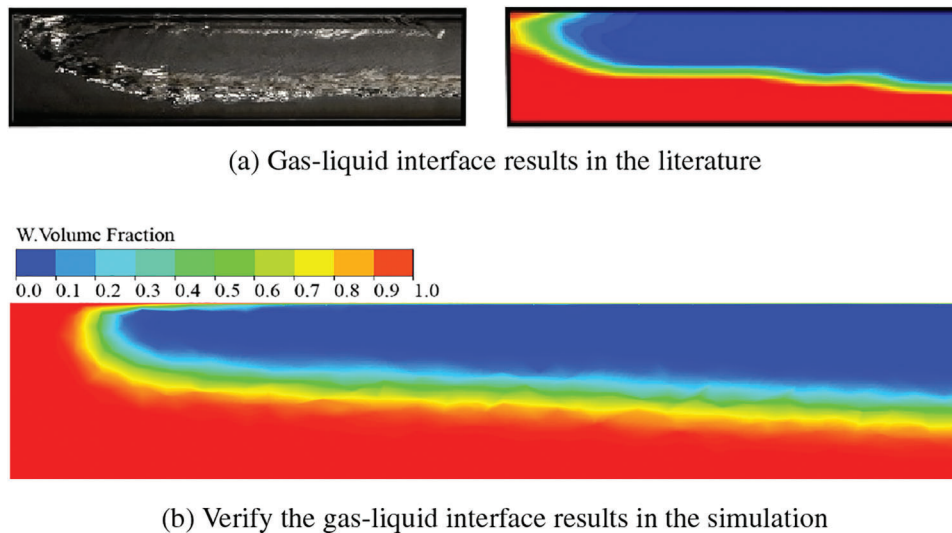 (a) Gas-liquid interface results in the literature
W.Volume Fraction
0.0 0.1 0.2 0.3 0.4 0.5 0.6 0.7 0.8 0.9 1.0
(b) Verify the gas-liquid interface results in the simulation